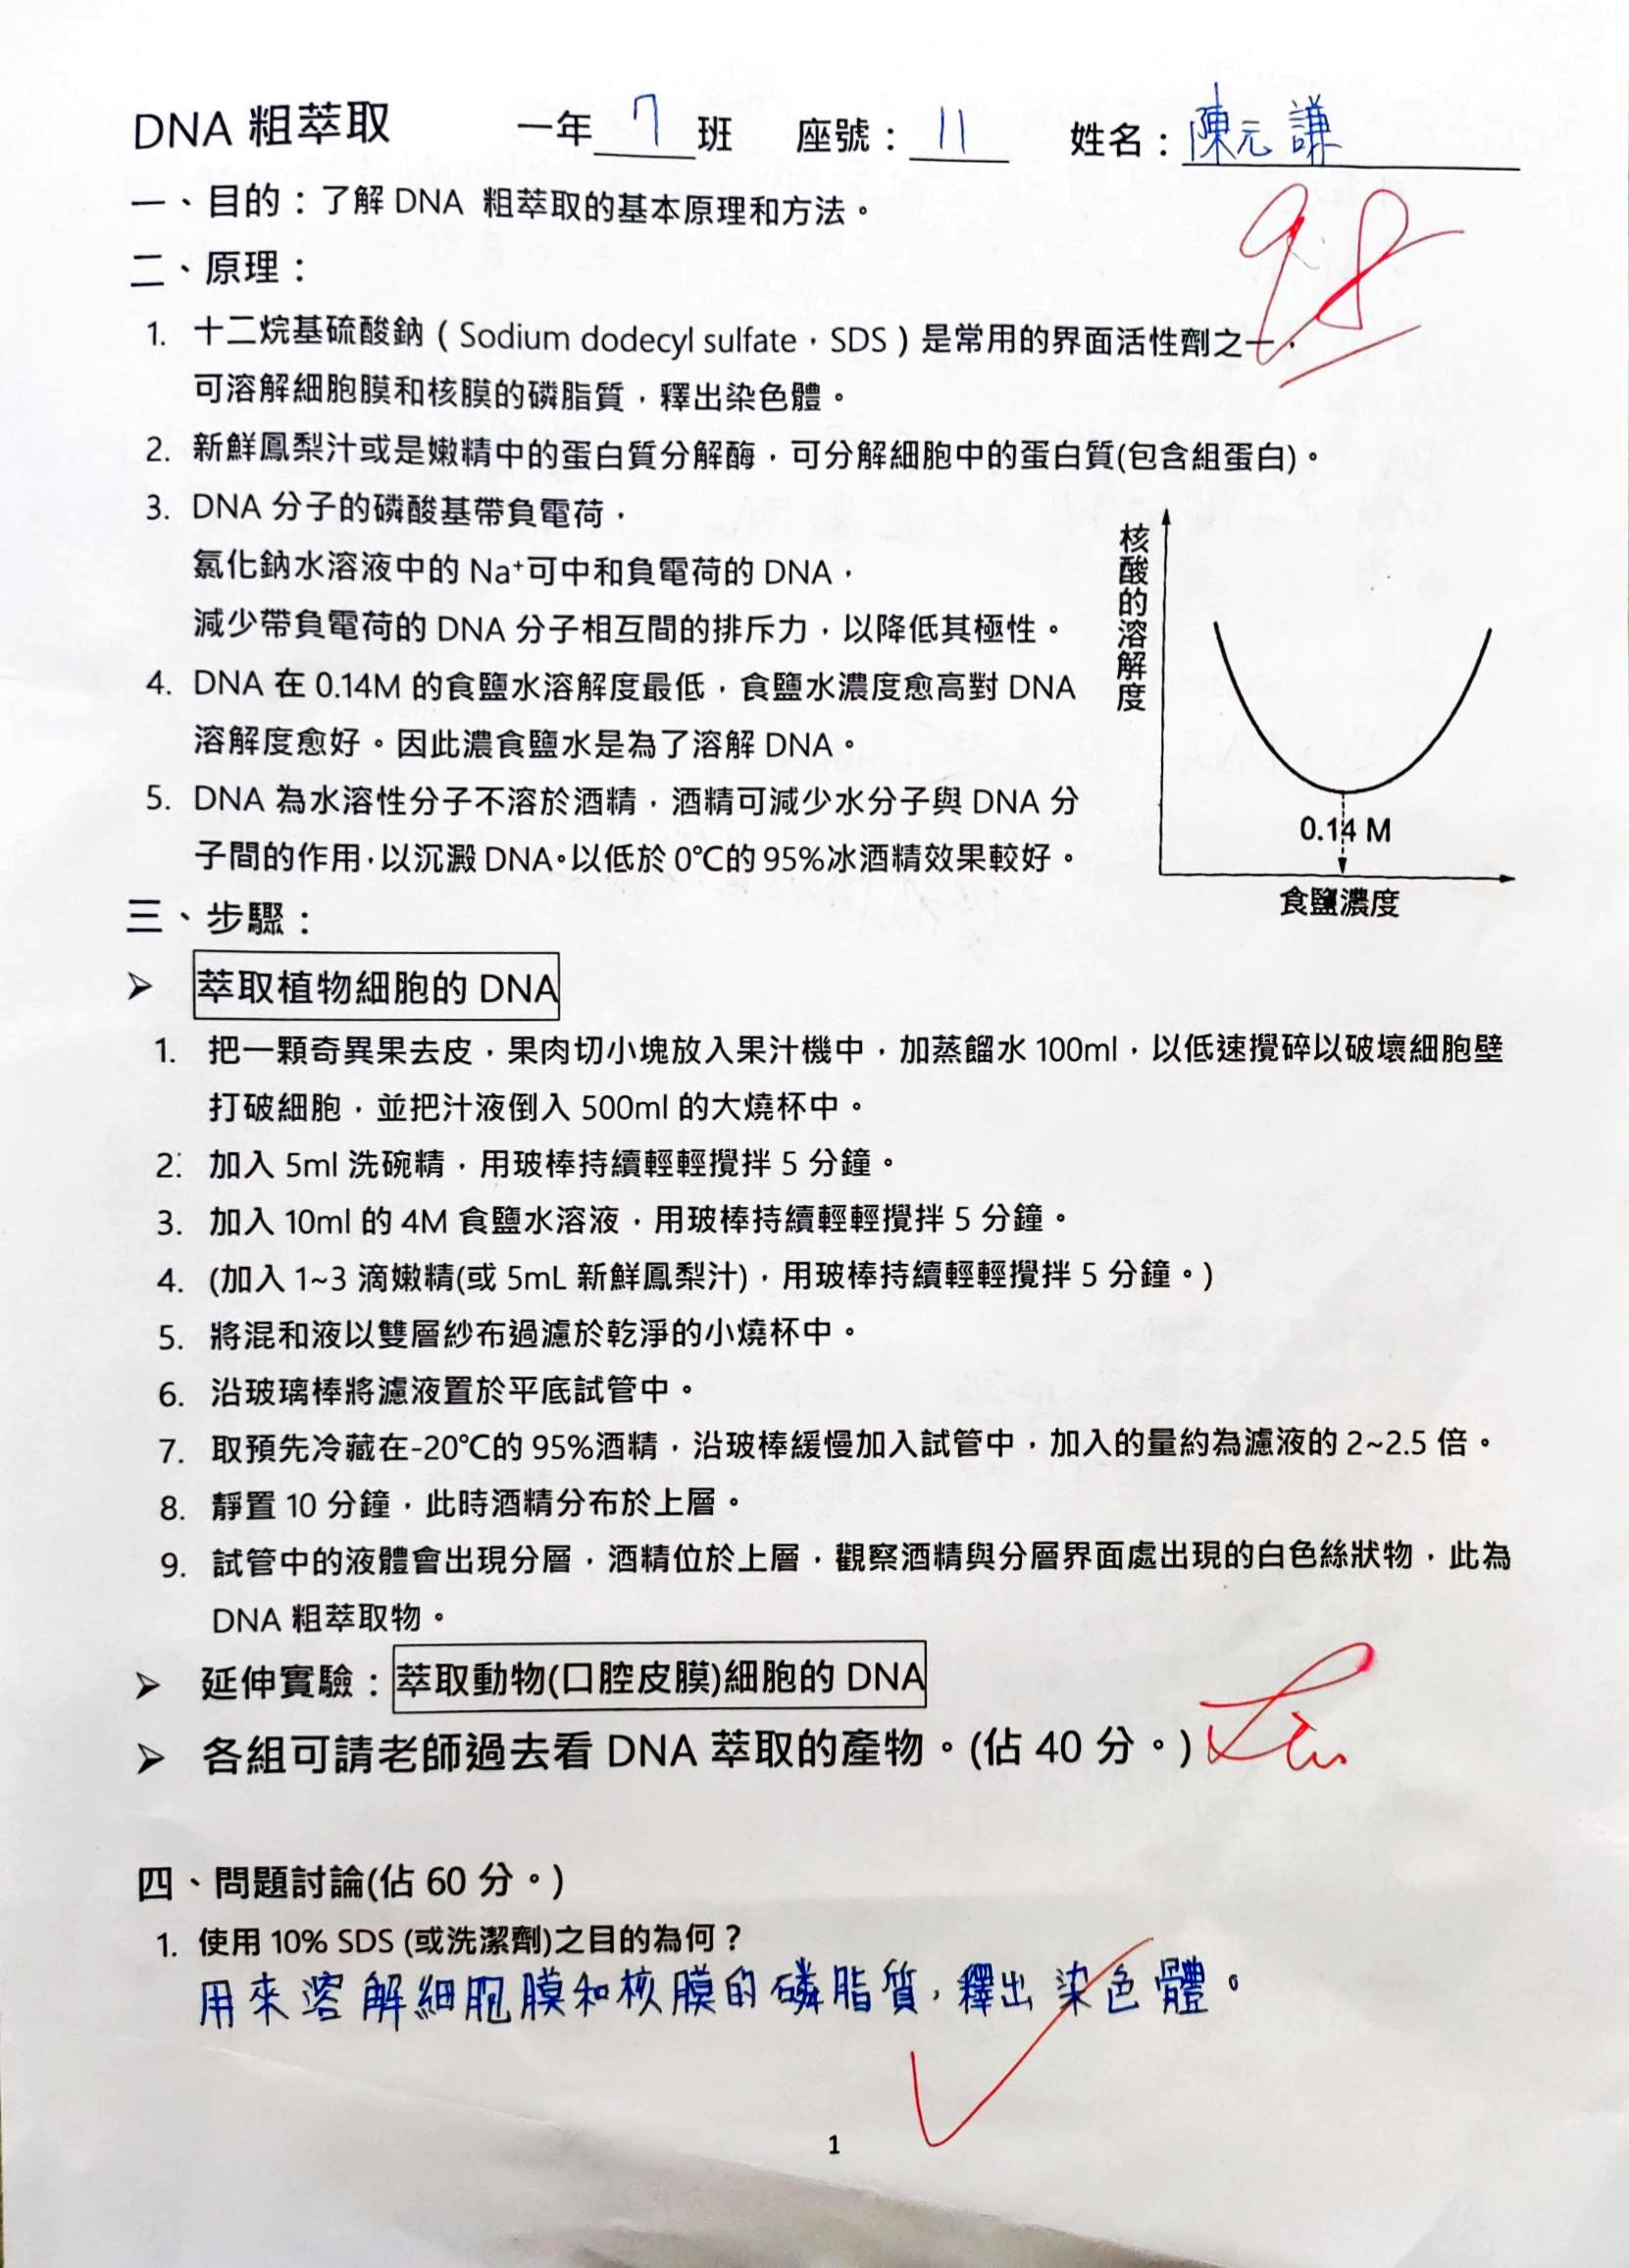 DNA 粗萃取 一年 7 班 座號：11 姓名：陳元謙
98
一、目的：了解 DNA 粗萃取的基本原理和方法。
二、原理：
1. 十二烷基硫酸鈉（Sodium dodecyl sulfate，SDS）是常用的界面活性劑之一，
可溶解細胞膜和核膜的磷脂質，釋出染色體。
2. 新鮮鳳梨汁或是嫩精中的蛋白質分解酶，可分解細胞中的蛋白質(包含組蛋白)。
3. DNA 分子的磷酸基帶負電荷，
氯化鈉水溶液中的 Na⁺可中和負電荷的 DNA，
減少帶負電荷的 DNA 分子相互間的排斥力，以降低其極性。
4. DNA 在 0.14M 的食鹽水溶解度最低，食鹽水濃度愈高對 DNA
溶解度愈好。因此濃食鹽水是為了溶解 DNA。
5. DNA 為水溶性分子不溶於酒精，酒精可減少水分子與 DNA 分
子間的作用，以沉澱 DNA。以低於 0℃的 95%冰酒精效果較好。
核酸的溶解度
0.14 M
食鹽濃度
三、步驟：
➢ 萃取植物細胞的 DNA
1. 把一顆奇異果去皮，果肉切小塊放入果汁機中，加蒸餾水 100ml，以低速攪碎以破壞細胞壁
打破細胞，並把汁液倒入 500ml 的大燒杯中。
2. 加入 5ml 洗碗精，用玻棒持續輕輕攪拌 5 分鐘。
3. 加入 10ml 的 4M 食鹽水溶液，用玻棒持續輕輕攪拌 5 分鐘。
4. (加入 1~3 滴嫩精(或 5mL 新鮮鳳梨汁)，用玻棒持續輕輕攪拌 5 分鐘。)
5. 將混和液以雙層紗布過濾於乾淨的小燒杯中。
6. 沿玻璃棒將濾液置於平底試管中。
7. 取預先冷藏在-20℃的 95%酒精，沿玻棒緩慢加入試管中，加入的量約為濾液的 2~2.5 倍。
8. 靜置 10 分鐘，此時酒精分布於上層。
9. 試管中的液體會出現分層，酒精位於上層，觀察酒精與分層界面處出現的白色絲狀物，此為
DNA 粗萃取物。
➢ 延伸實驗：萃取動物(口腔皮膜)細胞的 DNA
➢ 各組可請老師過去看 DNA 萃取的產物。(佔 40 分。)
四、問題討論(佔 60 分。)
1. 使用 10% SDS (或洗潔劑)之目的為何？
用來溶解細胞膜和核膜的磷脂質，釋出染色體。
1